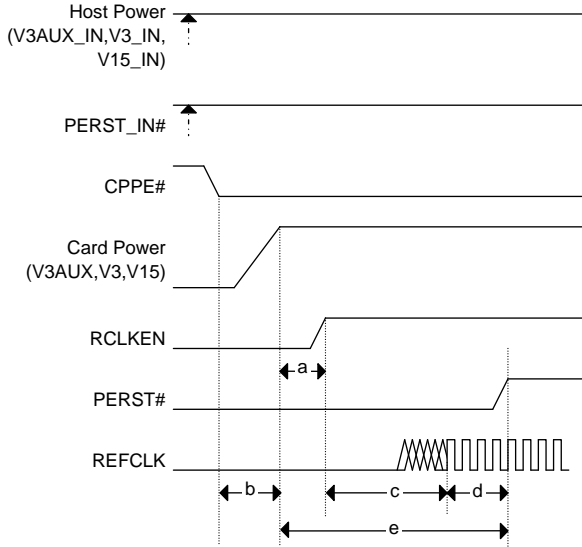 Host Power
(V3AUX_IN,V3_IN,
V15_IN)
PERST_IN#
CPPE#
Card Power
(V3AUX,V3,V15)
RCLKEN
a
PERST#
REFCLK
b
c
d
e